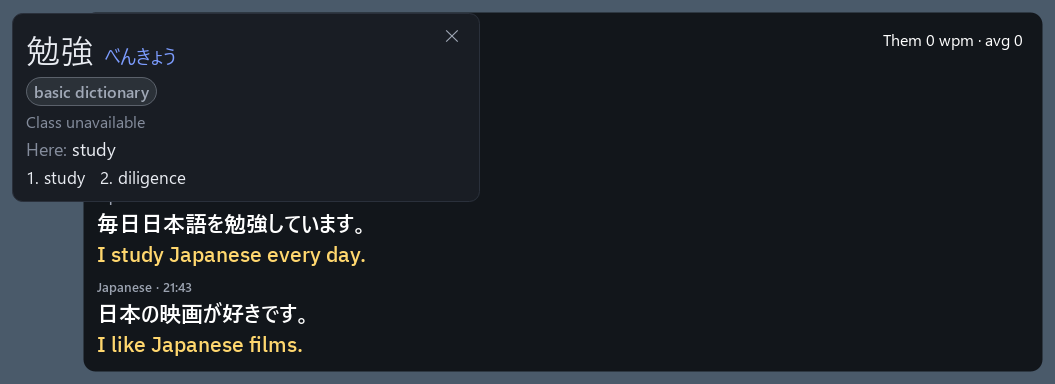 勉強 べんきょう
basic dictionary
Class unavailable
Here: study
1. study 2. diligence
Them 0 wpm · avg 0
毎日日本語を勉強しています。
I study Japanese every day.
Japanese · 21:43
日本の映画が好きです。
I like Japanese films.